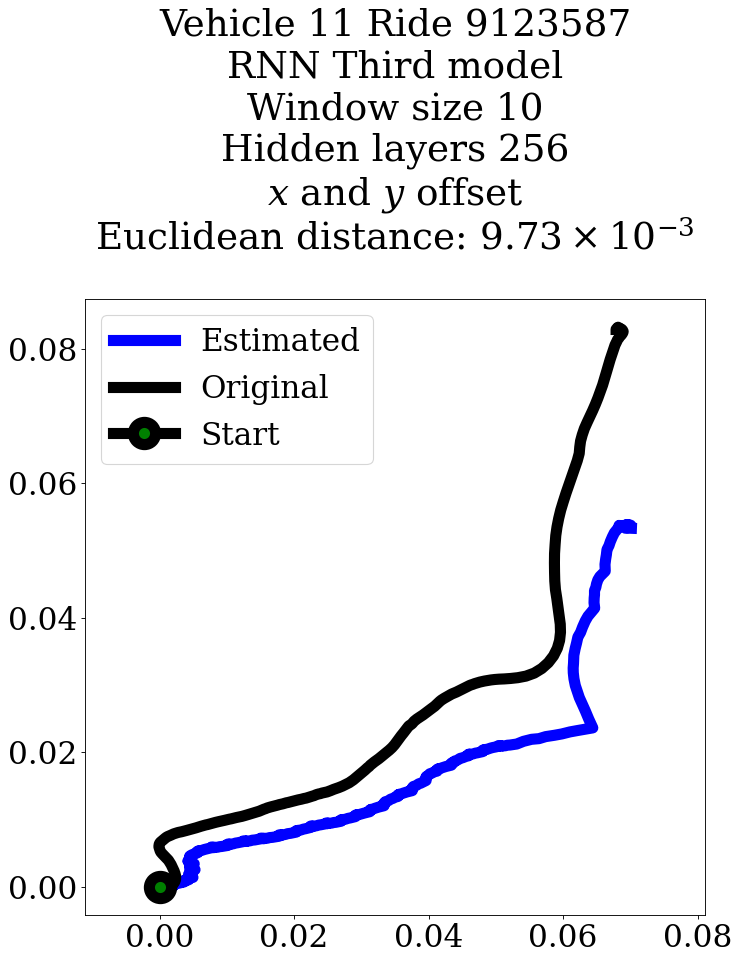 Vehicle 11 Ride 9123587
RNN Third model
Window size 10
Hidden layers 256
x and y offset
Euclidean distance: 9.73 × 10⁻³
Estimated
Original
Start
0.08
0.06
0.04
0.02
0.00
0.00 0.02 0.04 0.06 0.08